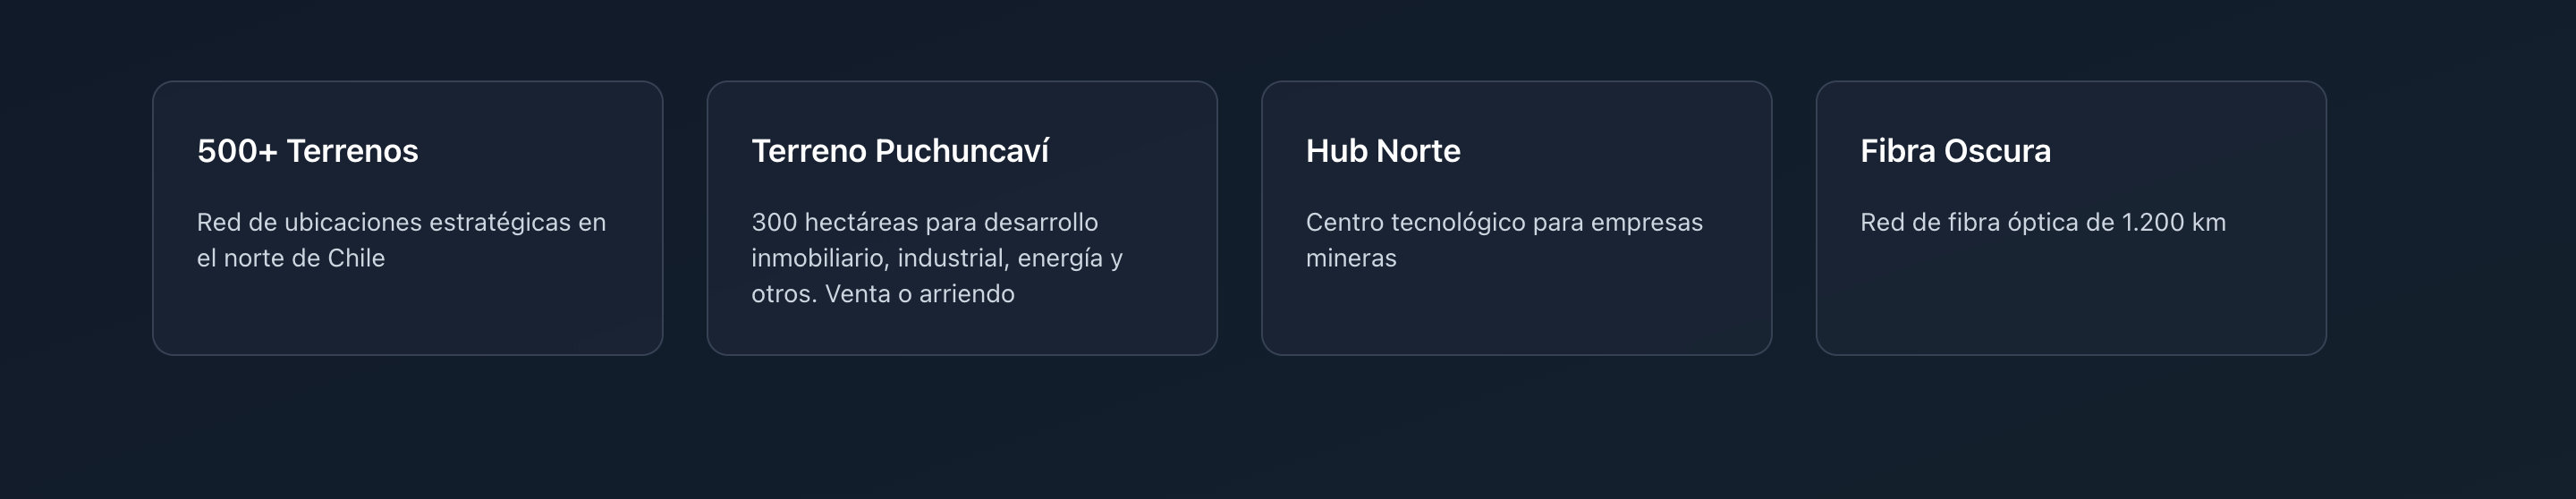 500+ Terrenos
Red de ubicaciones estratégicas en
el norte de Chile
Terreno Puchuncaví
300 hectáreas para desarrollo
inmobiliario, industrial, energía y
otros. Venta o arriendo
Hub Norte
Centro tecnológico para empresas
mineras
Fibra Oscura
Red de fibra óptica de 1.200 km